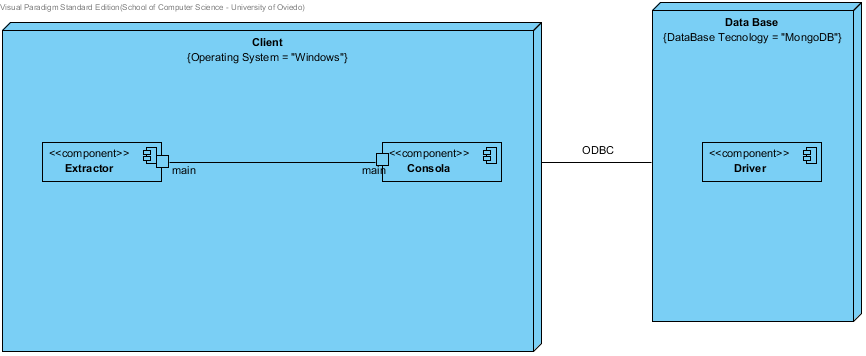 Visual Paradigm Standard Edition(School of Computer Science - University of Oviedo)
Client
{Operating System = "Windows"}
<<component>>
Extractor
main
<<component>>
Consola
main
ODBC
Data Base
{DataBase Tecnology = "MongoDB"}
<<component>>
Driver